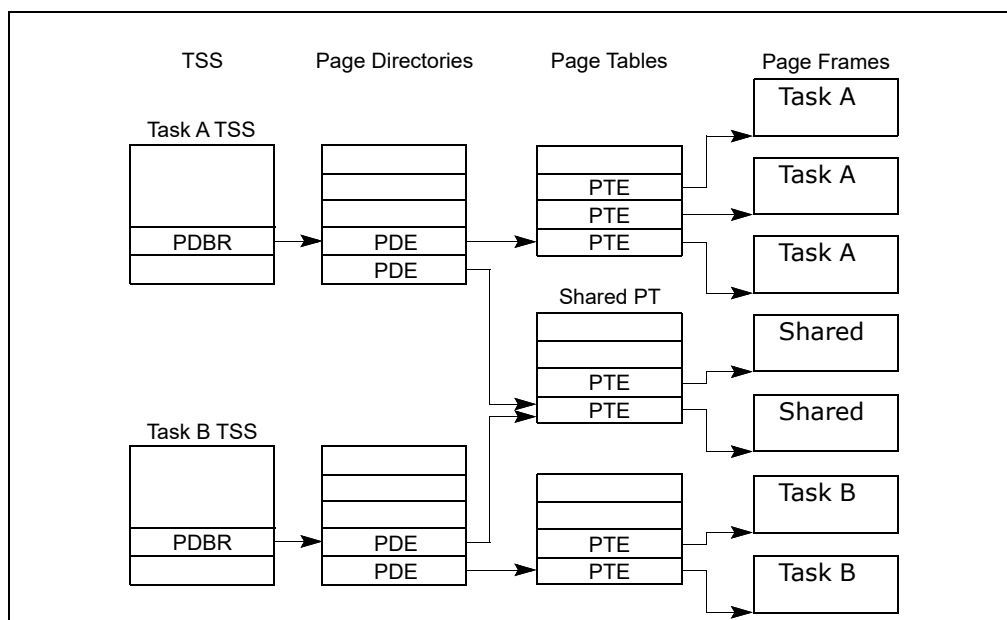 TSS Page Directories Page Tables Page Frames
Task A
Task A TSS
PTE
Task A
PTE
PDBR PDE PTE
Task A
PDE
Shared PT
Shared
PTE
PTE
Shared
Task B TSS
Task B
PDBR PDE PTE
PDE PTE
Task B